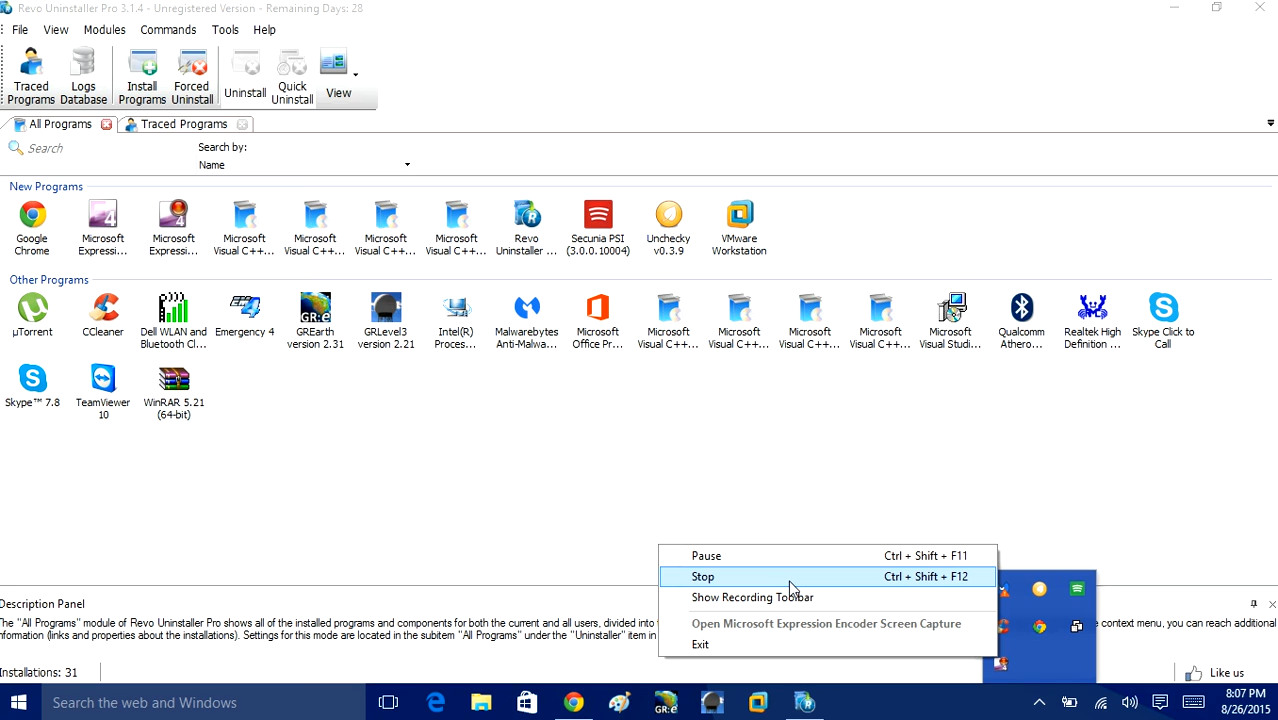 Revo Uninstaller Pro 3.1.4 - Unregistered Version - Remaining Days: 28
File View Modules Commands Tools Help
Traced Programs
Logs Database
Install Programs
Forced Uninstall
Uninstall
Quick Uninstall
View
All Programs
Traced Programs
Search
Search by:
Name
New Programs
Google Chrome
Microsoft Expressi...
Microsoft Expressi...
Microsoft Visual C++...
Microsoft Visual C++...
Microsoft Visual C++...
Microsoft Visual C++...
Revo Uninstaller ...
Secunia PSI (3.0.0.10004)
Unchecky v0.3.9
VMware Workstation
Other Programs
µTorrent
CCleaner
Dell WLAN and Bluetooth Cl...
Emergency 4
GREarth version 2.31
GRLevel3 version 2.21
Intel(R) Proces...
Malwarebytes Anti-Malwa...
Microsoft Office Pr...
Microsoft Visual C++...
Microsoft Visual C++...
Microsoft Visual C++...
Microsoft Visual C++...
Microsoft Visual Studi...
Qualcomm Athero...
Realtek High Definition ...
Skype Click to Call
Skype™ 7.8
TeamViewer 10
WinRAR 5.21 (64-bit)
Pause Ctrl + Shift + F11
Stop Ctrl + Shift + F12
Show Recording Toolbar
Open Microsoft Expression Encoder Screen Capture
Exit
Description Panel
The "All Programs" module of Revo Uninstaller Pro shows all of the installed programs and components for both the current and all users, divided into
e context menu, you can reach additional
information (links and properties about the installations). Settings for this mode are located in the subitem "All Programs" under the "Uninstaller" item in
Installations: 31
Like us
Search the web and Windows
GR:e
8:07 PM
8/26/2015